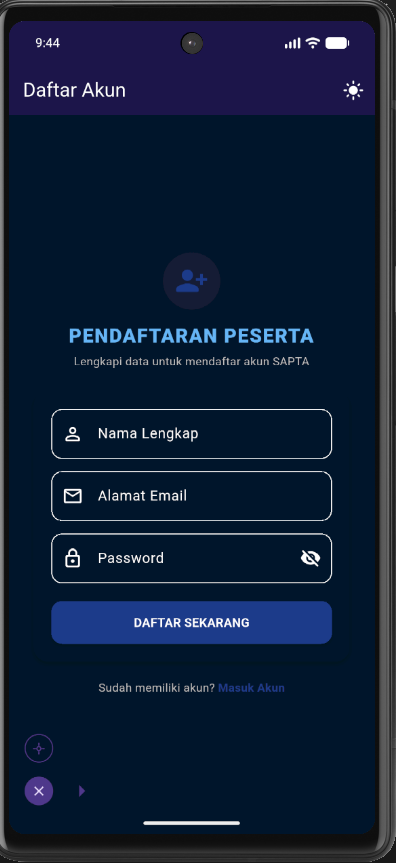 9:44
Daftar Akun
PENDAFTARAN PESERTA
Lengkapi data untuk mendaftar akun SAPTA
Nama Lengkap
Alamat Email
Password
DAFTAR SEKARANG
Sudah memiliki akun? Masuk Akun